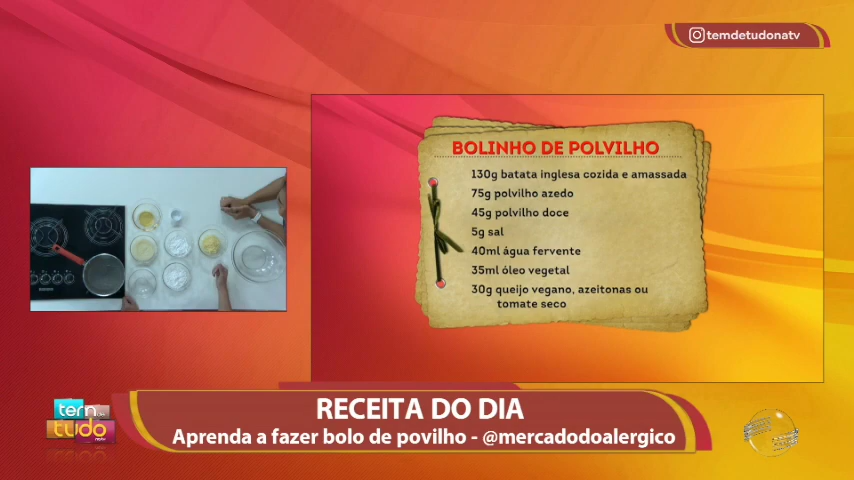 temdetudonatv
BOLINHO DE POLVILHO
130g batata inglesa cozida e amassada
75g polvilho azedo
45g polvilho doce
5g sal
40ml água fervente
35ml óleo vegetal
30g queijo vegano, azeitonas ou
tomate seco
tem de
tudo
RECEITA DO DIA
Aprenda a fazer bolo de povilho - @mercadodoalergico